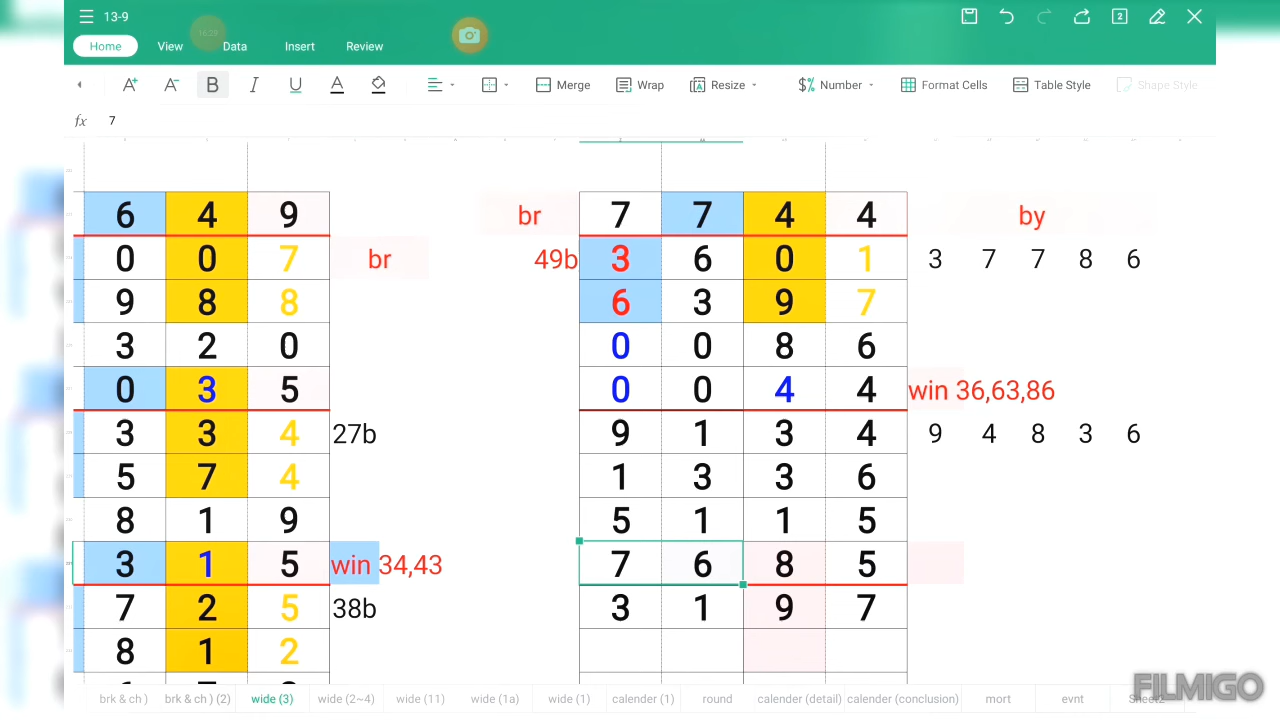 13-9
16:29
2
Home View Data Insert Review
A+ A- B I U A Merge Wrap Resize $% Number Format Cells Table Style Shape Style
fx 7
6 4 9 br 7 7 4 4 by
0 0 7 br 49b 3 6 0 1 3 7 7 8 6
9 8 8 6 3 9 7
3 2 0 0 0 8 6
0 3 5 0 0 4 4 win 36,63,86
3 3 4 27b 9 1 3 4 9 4 8 3 6
5 7 4 1 3 3 6
8 1 9 5 1 1 5
3 1 5 win 34,43 7 6 8 5
7 2 5 38b 3 1 9 7
8 1 2
brk & ch ) brk & ch ) (2) wide (3) wide (2~4) wide (11) wide (1a) wide (1) calender (1) round calender (detail) calender (conclusion) mort evnt Sheet2
FILMIGO